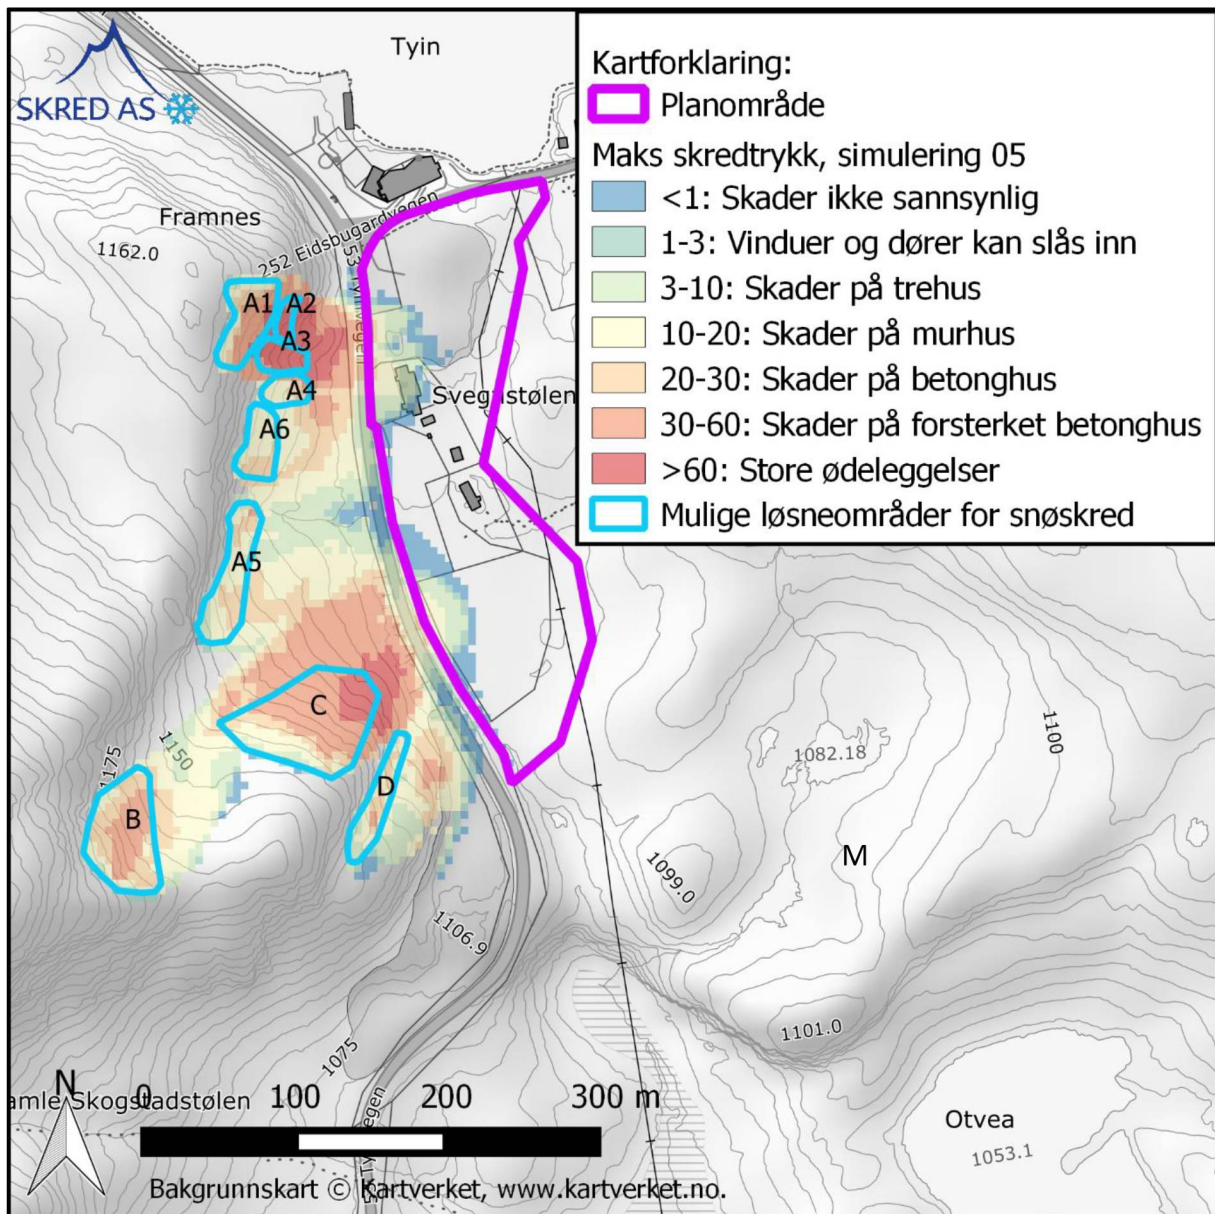 SKRED AS
Tyin
Kartforklaring:
Planområde
Maks skredtrykk, simulering 05
<1: Skader ikke sannsynlig
1-3: Vinduer og dører kan slås inn
3-10: Skader på trehus
10-20: Skader på murhus
20-30: Skader på betonghus
30-60: Skader på forsterket betonghus
>60: Store ødeleggelser
Mulige løsneområder for snøskred
Framnes
1162.0
252 Eidsbugardvegen
53 Tyinvegen
A1
A2
A3
A4
A6
A5
Svegnstølen
C
B
D
1175
1150
1082.18
1100
M
1099.0
1106.9
1101.0
1075
N
0 100 200 300 m
amle Skogstadstølen
Otvea
1053.1
Bakgrunnskart © Kartverket, www.kartverket.no.